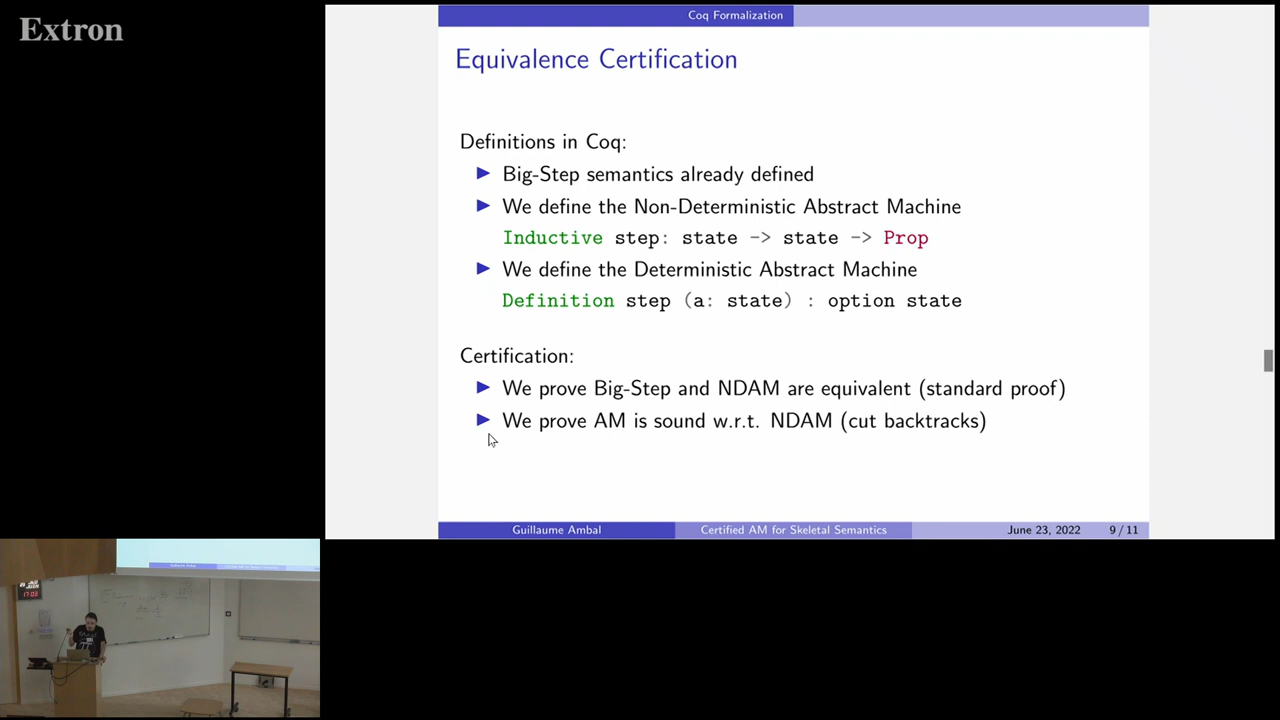 Extron
Coq Formalization
Equivalence Certification
Definitions in Coq:
Big-Step semantics already defined
We define the Non-Deterministic Abstract Machine
Inductive step: state -> state -> Prop
We define the Deterministic Abstract Machine
Definition step (a: state) : option state
Certification:
We prove Big-Step and NDAM are equivalent (standard proof)
We prove AM is sound w.r.t. NDAM (cut backtracks)
Guillaume Ambal
Certified AM for Skeletal Semantics
June 23, 2022
9 / 11
17:03